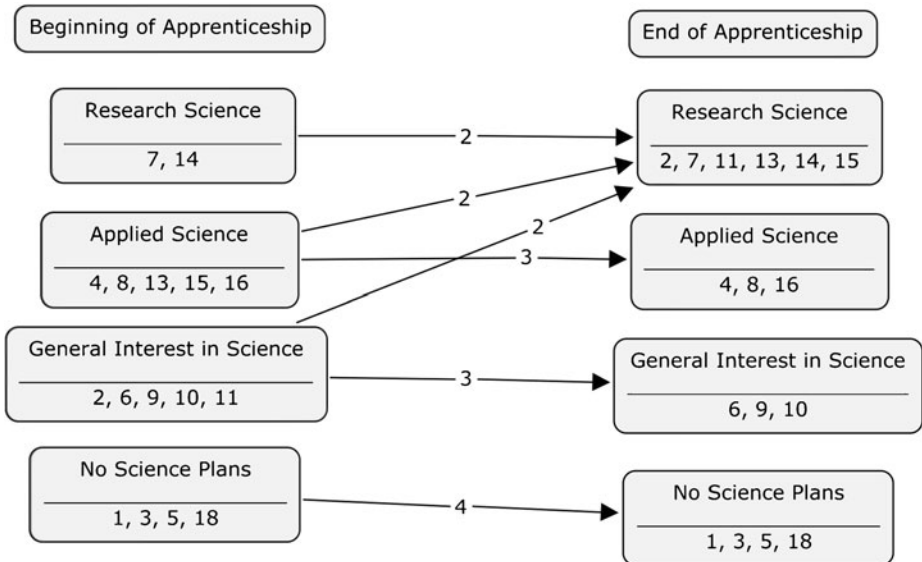 Beginning of Apprenticeship
End of Apprenticeship
Research Science
7, 14
2
Research Science
2, 7, 11, 13, 14, 15
2
2
Applied Science
4, 8, 13, 15, 16
3
Applied Science
4, 8, 16
General Interest in Science
2, 6, 9, 10, 11
3
General Interest in Science
6, 9, 10
No Science Plans
1, 3, 5, 18
4
No Science Plans
1, 3, 5, 18